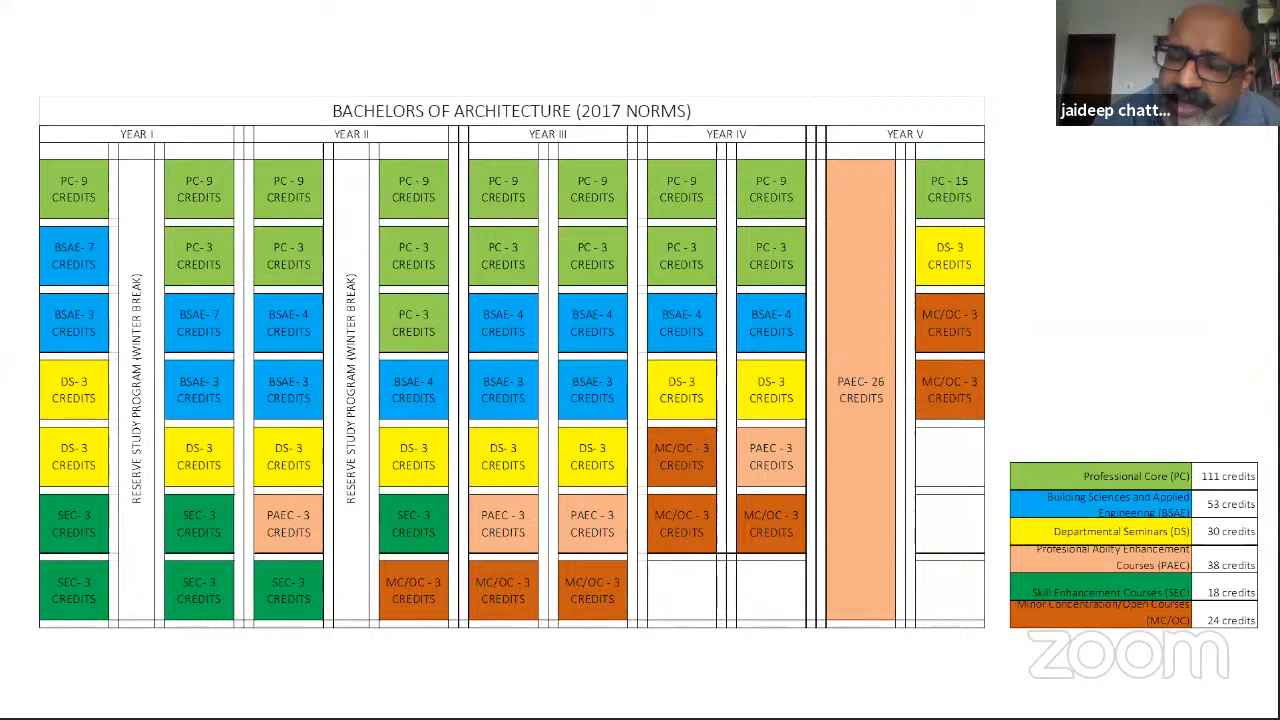 jaideep chatt...
BACHELORS OF ARCHITECTURE (2017 NORMS)
YEAR I YEAR II YEAR III YEAR IV YEAR V
PC- 9 PC- 9 PC - 9 PC - 9 PC - 9 PC - 9 PC - 9 PC - 9 PC - 15
CREDITS CREDITS CREDITS CREDITS CREDITS CREDITS CREDITS CREDITS CREDITS
BSAE- 7 PC- 3 PC - 3 PC - 3 PC - 3 PC - 3 PC - 3 PC - 3 DS- 3
CREDITS CREDITS CREDITS CREDITS CREDITS CREDITS CREDITS CREDITS CREDITS
BSAE- 3 BSAE- 7 BSAE- 4 PC - 3 BSAE- 4 BSAE- 4 BSAE- 4 BSAE- 4 MC/OC - 3
CREDITS CREDITS CREDITS CREDITS CREDITS CREDITS CREDITS CREDITS CREDITS
DS- 3 BSAE- 3 BSAE- 3 BSAE- 4 BSAE- 3 BSAE- 3 DS- 3 DS- 3 PAEC- 26 MC/OC - 3
CREDITS CREDITS CREDITS CREDITS CREDITS CREDITS CREDITS CREDITS CREDITS CREDITS
DS- 3 DS- 3 DS- 3 DS- 3 DS- 3 DS- 3 MC/OC - 3 PAEC - 3
CREDITS CREDITS CREDITS CREDITS CREDITS CREDITS CREDITS CREDITS
SEC- 3 SEC- 3 PAEC - 3 SEC- 3 PAEC - 3 PAEC - 3 MC/OC - 3 MC/OC - 3
CREDITS CREDITS CREDITS CREDITS CREDITS CREDITS CREDITS CREDITS
SEC- 3 SEC- 3 SEC- 3 MC/OC - 3 MC/OC - 3 MC/OC - 3
CREDITS CREDITS CREDITS CREDITS CREDITS CREDITS
RESERVE STUDY PROGRAM (WINTER BREAK)
RESERVE STUDY PROGRAM (WINTER BREAK)
Professional Core (PC) 111 credits
Building Sciences and Applied
Engineering (BSAE) 53 credits
Departmental Seminars (DS) 30 credits
Profesional Abilty Enhancement
Courses (PAEC) 38 credits
Skill Enhancement Courses (SEC) 18 credits
Minor Concentration/Open Courses
(MC/OC) 24 credits
zoom